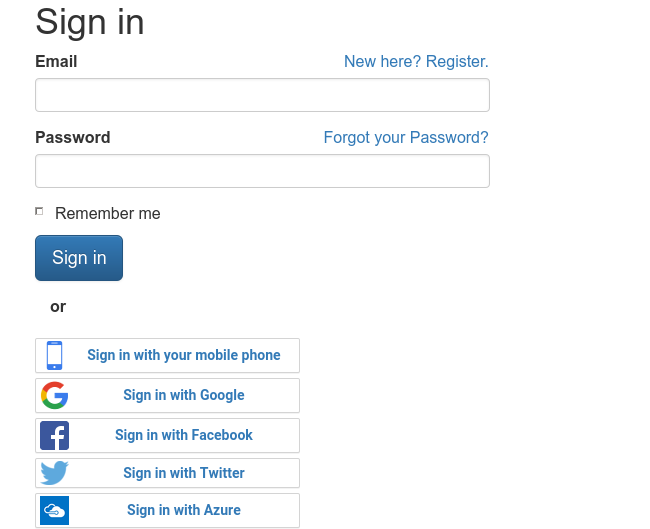 Sign in
Email New here? Register.
Password Forgot your Password?
Remember me
Sign in
or
Sign in with your mobile phone
Sign in with Google
Sign in with Facebook
Sign in with Twitter
Sign in with Azure